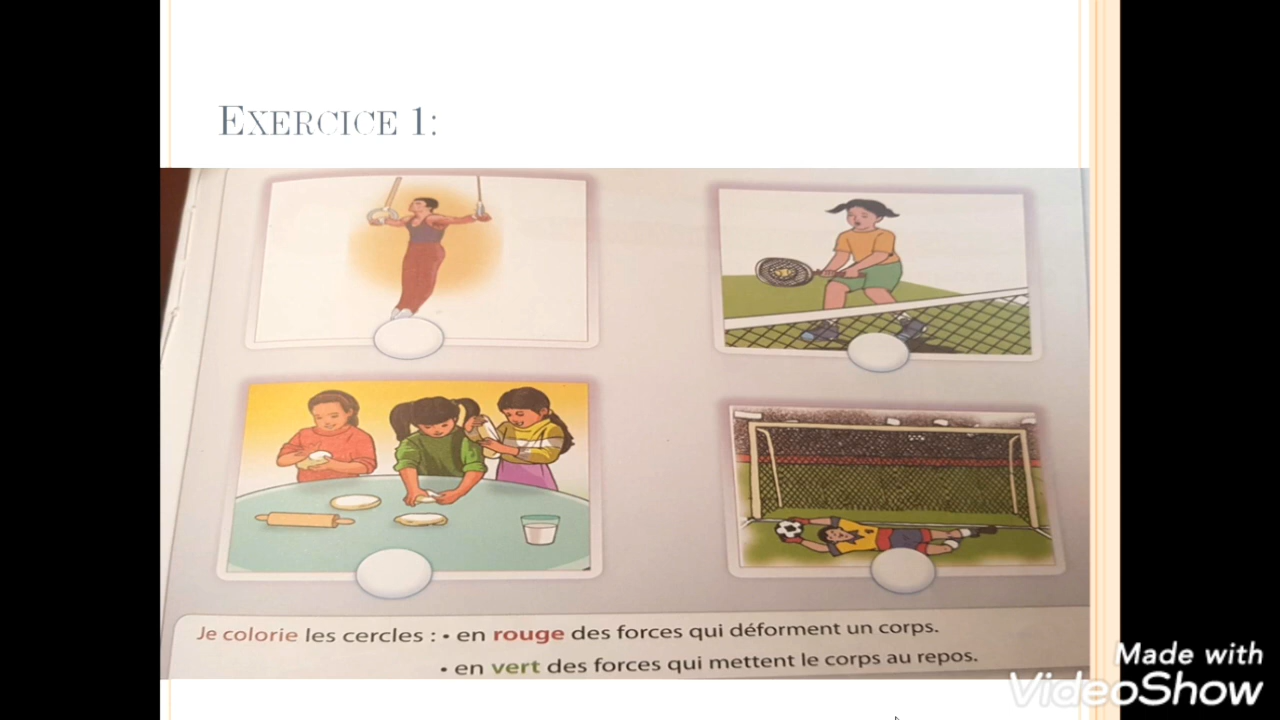 EXERCICE 1:
Je colorie les cercles : • en rouge des forces qui déforment un corps.
• en vert des forces qui mettent le corps au repos.
Made with
VideoShow